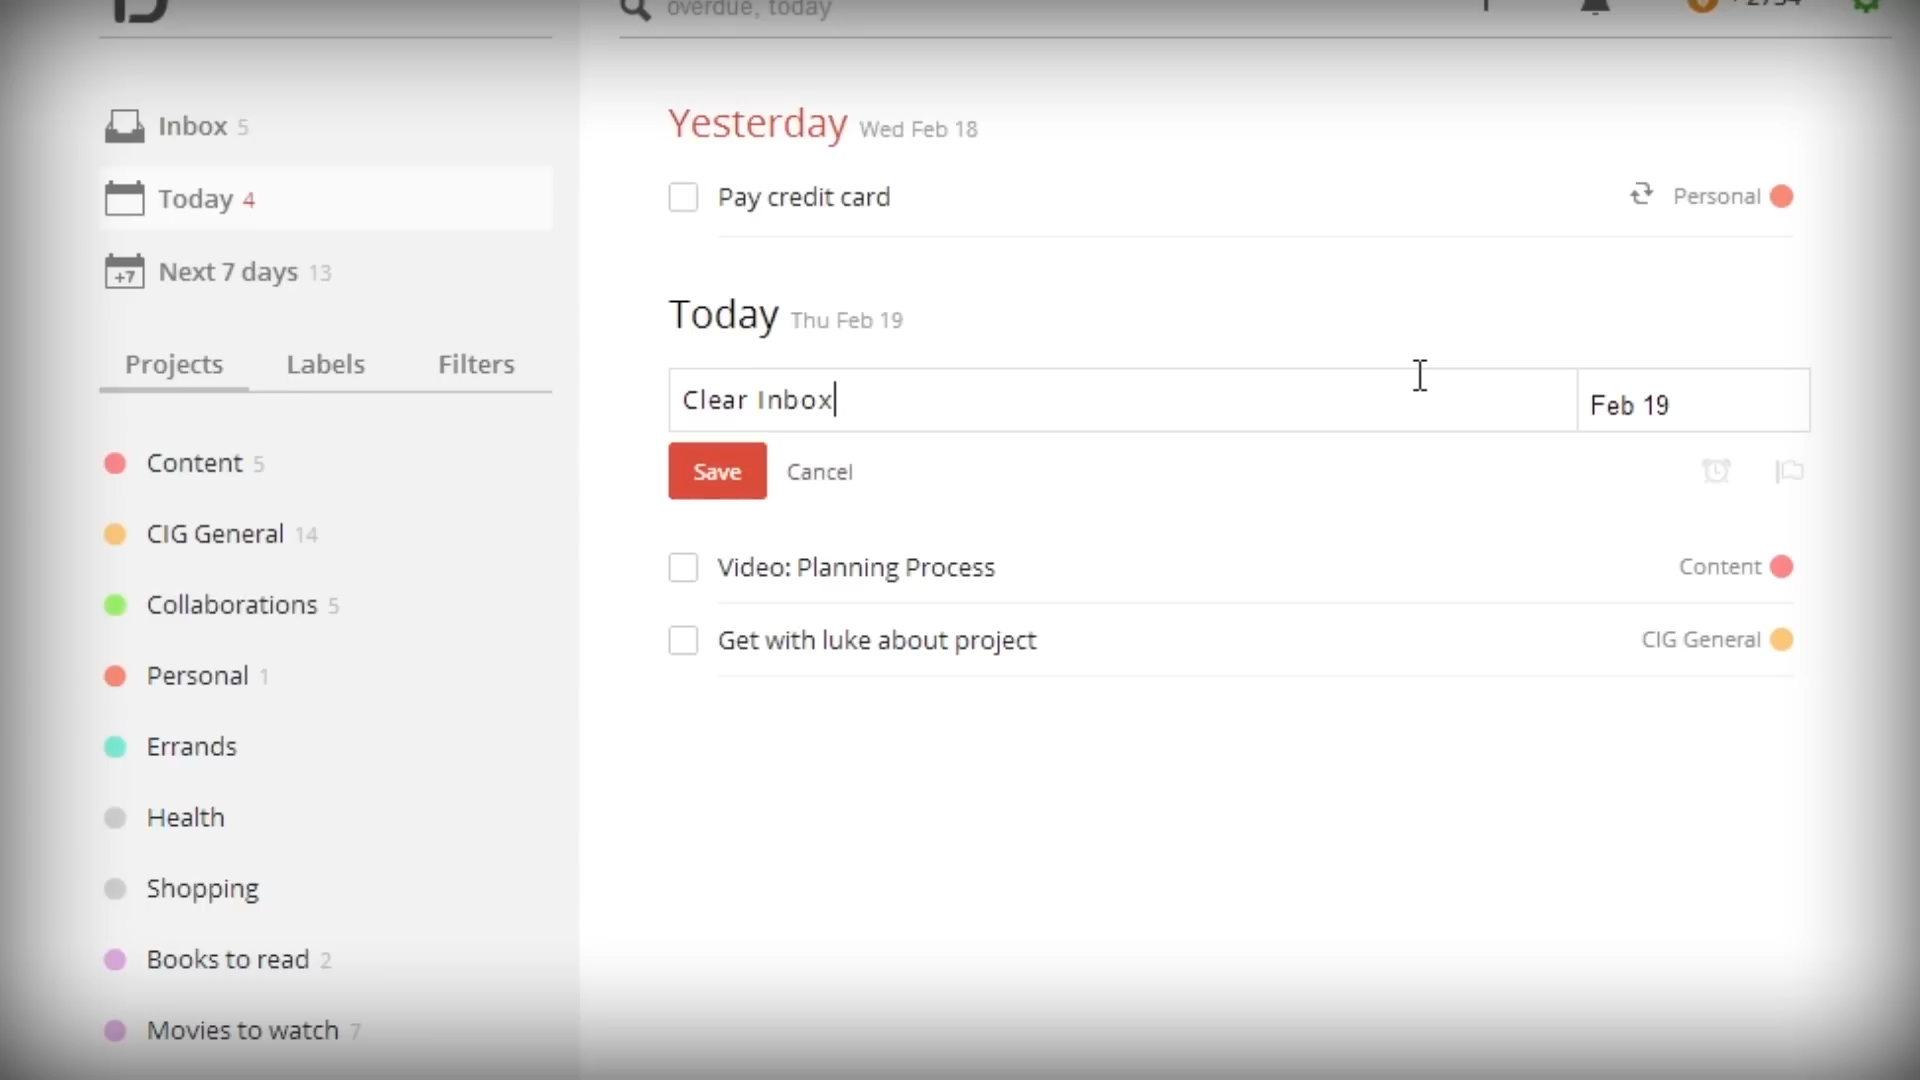 overdue, today
Inbox 5
Today 4
+7 Next 7 days 13
Projects Labels Filters
Content 5
CIG General 14
Collaborations 5
Personal 1
Errands
Health
Shopping
Books to read 2
Movies to watch 7
Yesterday Wed Feb 18
Pay credit card Personal
Today Thu Feb 19
Clear Inbox Feb 19
Save Cancel
Video: Planning Process Content
Get with luke about project CIG General